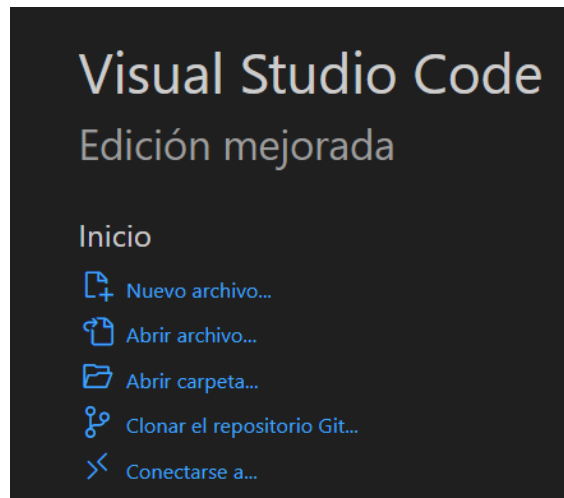 Visual Studio Code
Edición mejorada
Inicio
Nuevo archivo...
Abrir archivo...
Abrir carpeta...
Clonar el repositorio Git...
Conectarse a...